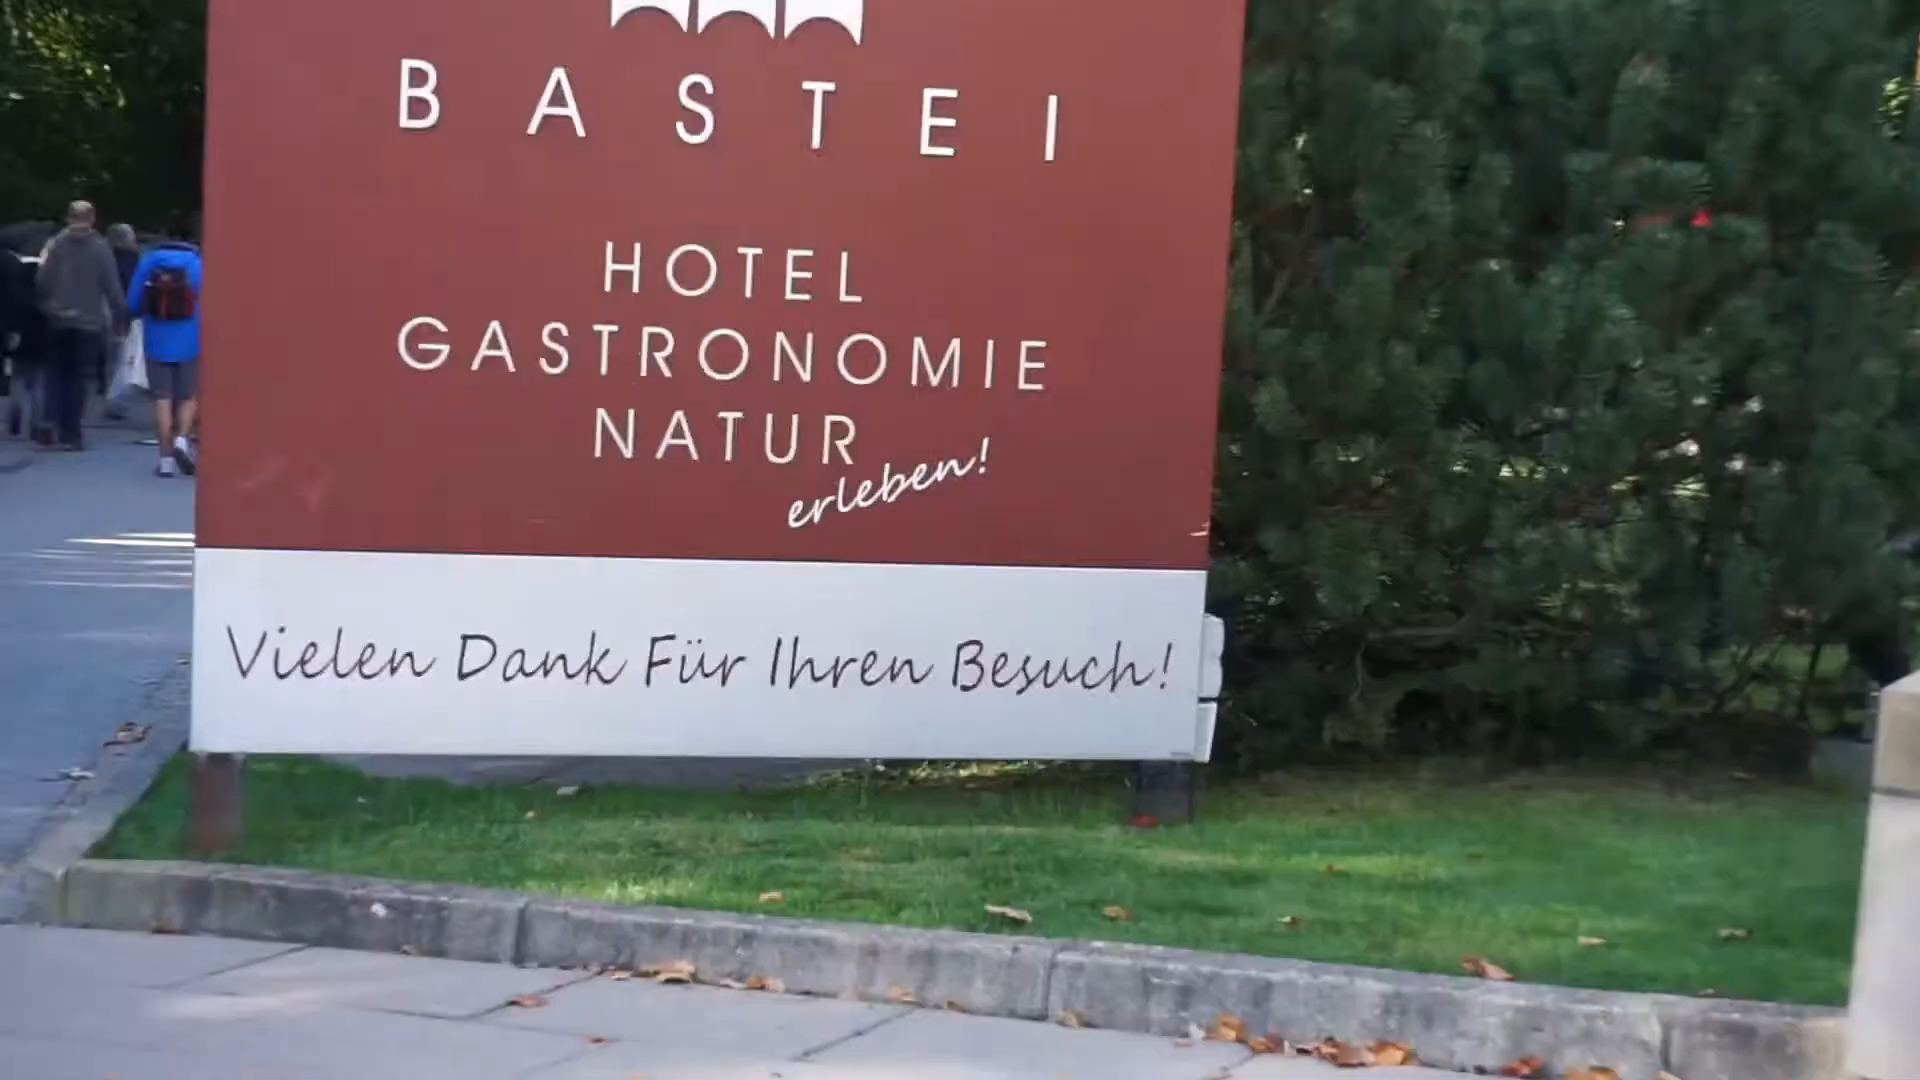 BASTEI
HOTEL
GASTRONOMIE
NATUR
erleben!
Vielen Dank Für Ihren Besuch!